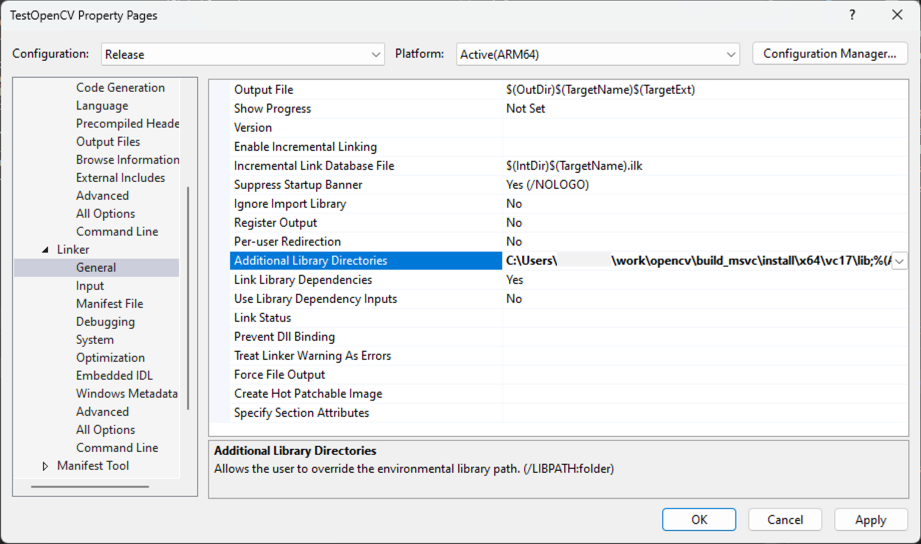 TestOpenCV Property Pages
? ×
Configuration: Release Platform: Active(ARM64) Configuration Manager...
Code Generation
Language
Precompiled Heade
Output Files
Browse Information
External Includes
Advanced
All Options
Command Line
Linker
General
Input
Manifest File
Debugging
System
Optimization
Embedded IDL
Windows Metadata
Advanced
All Options
Command Line
Manifest Tool
Output File $(OutDir)$(TargetName)$(TargetExt)
Show Progress Not Set
Version
Enable Incremental Linking
Incremental Link Database File $(IntDir)$(TargetName).ilk
Suppress Startup Banner Yes (/NOLOGO)
Ignore Import Library No
Register Output No
Per-user Redirection No
Additional Library Directories C:\Users\ \work\opencv\build_msvc\install\x64\vc17\lib;%(A
Link Library Dependencies Yes
Use Library Dependency Inputs No
Link Status
Prevent Dll Binding
Treat Linker Warning As Errors
Force File Output
Create Hot Patchable Image
Specify Section Attributes
Additional Library Directories
Allows the user to override the environmental library path. (/LIBPATH:folder)
OK Cancel Apply